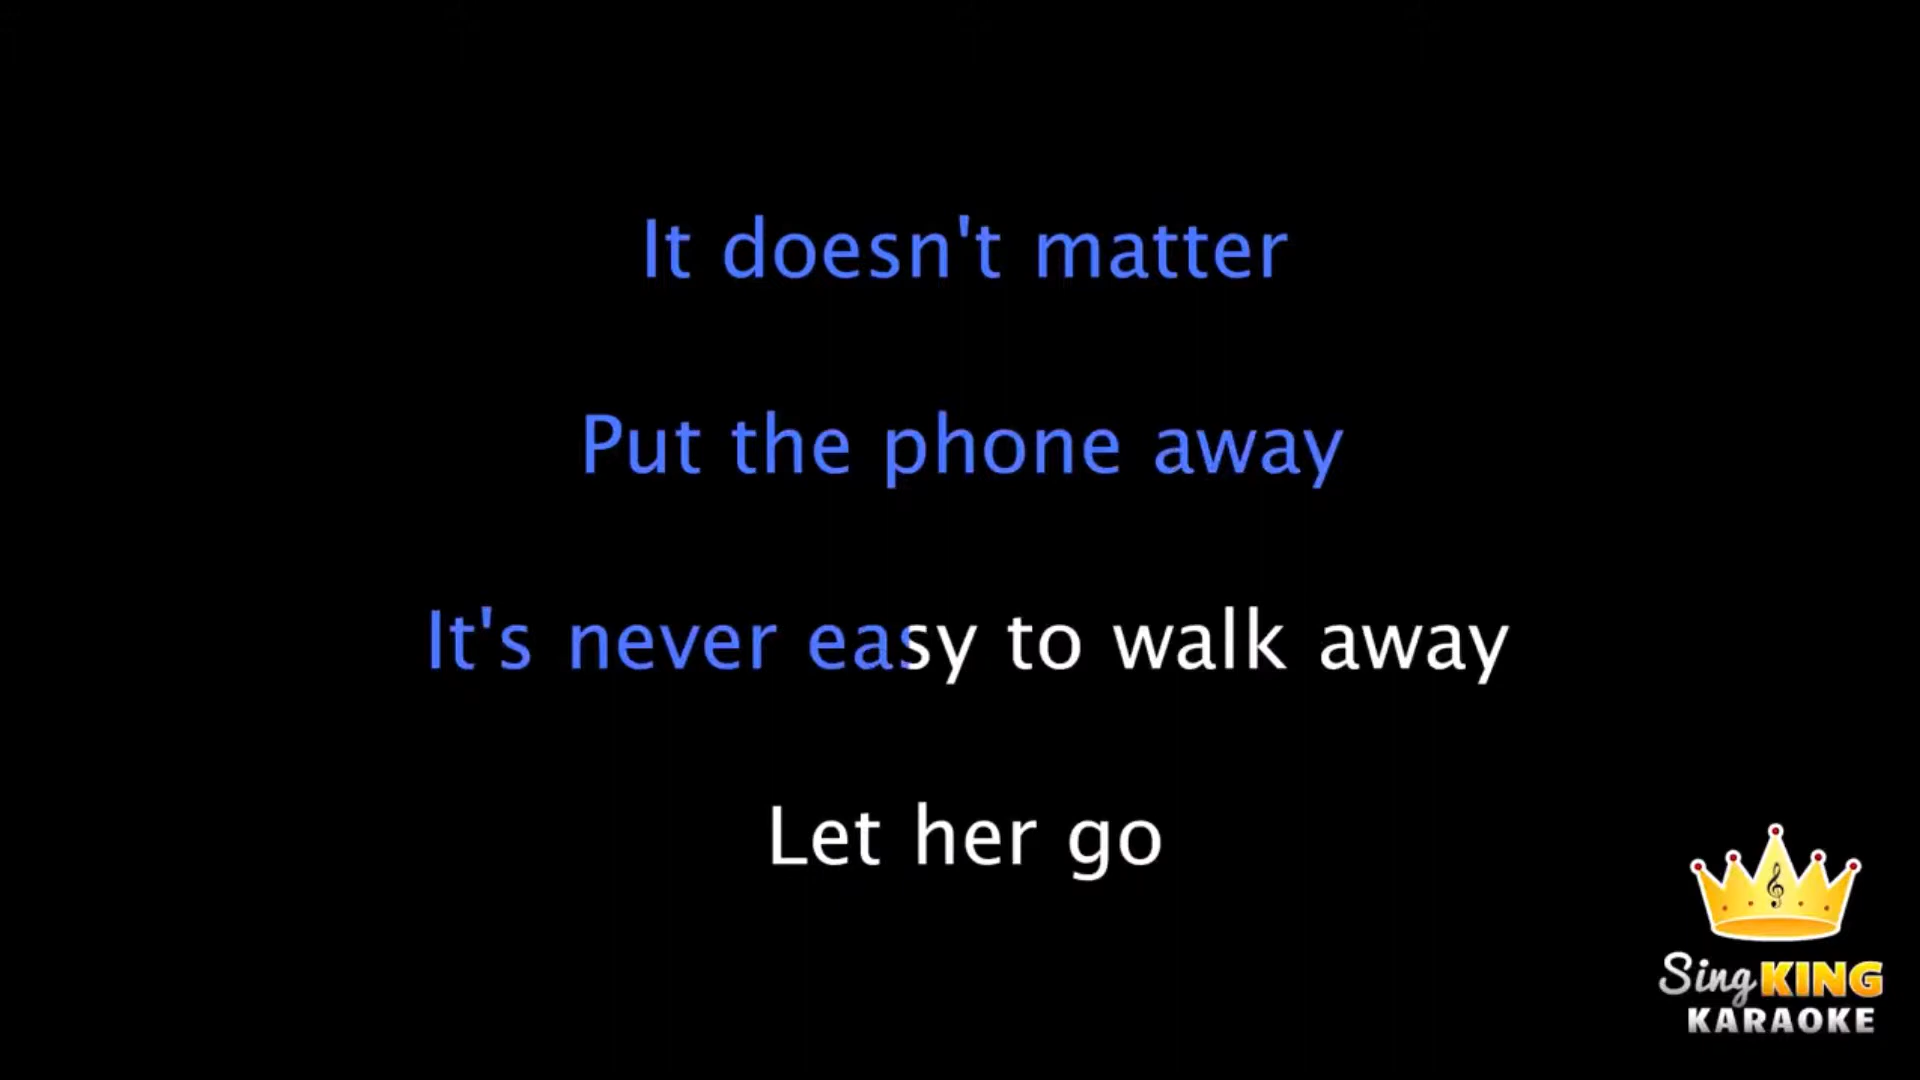 It doesn't matter
Put the phone away
It's never easy to walk away
Let her go
Sing KING
KARAOKE